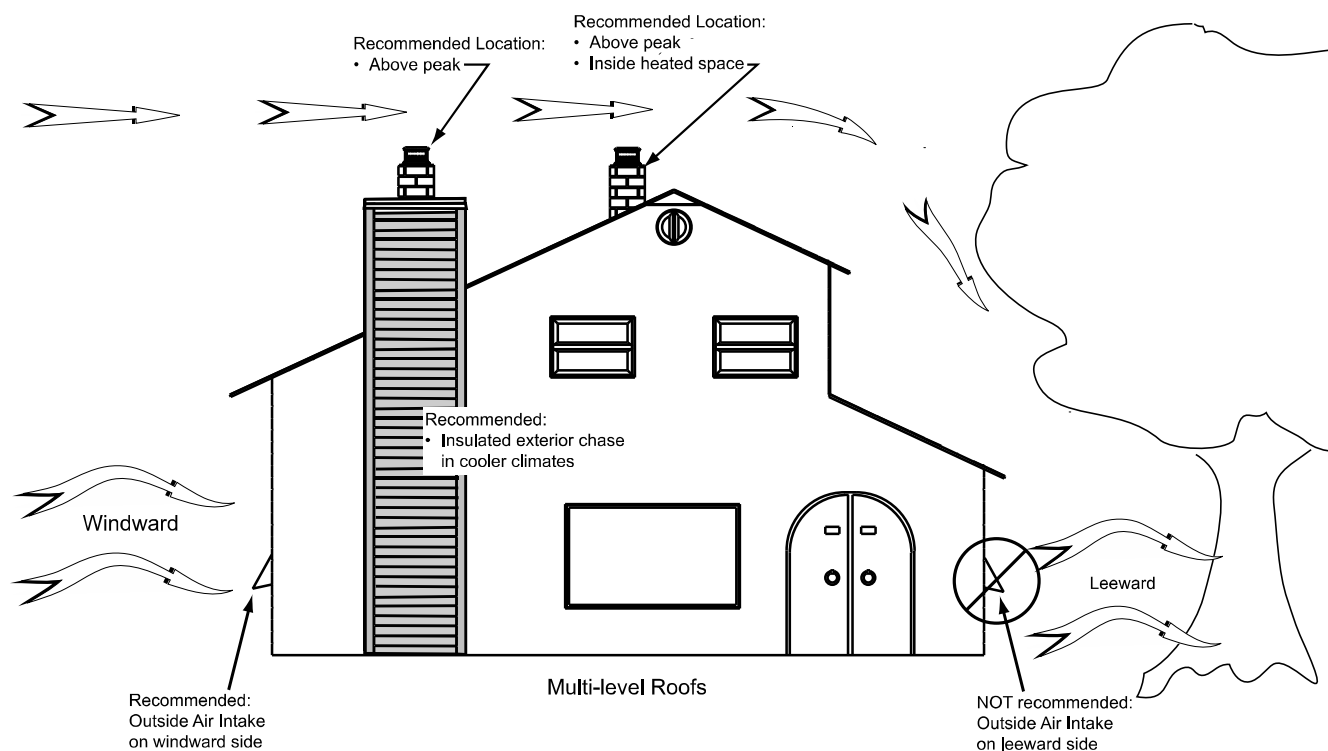 Recommended Location:
• Above peak
Recommended Location:
• Above peak
• Inside heated space
Recommended:
• Insulated exterior chase
in cooler climates
Windward
Leeward
Recommended:
Outside Air Intake
on windward side
Multi-level Roofs
NOT recommended:
Outside Air Intake
on leeward side